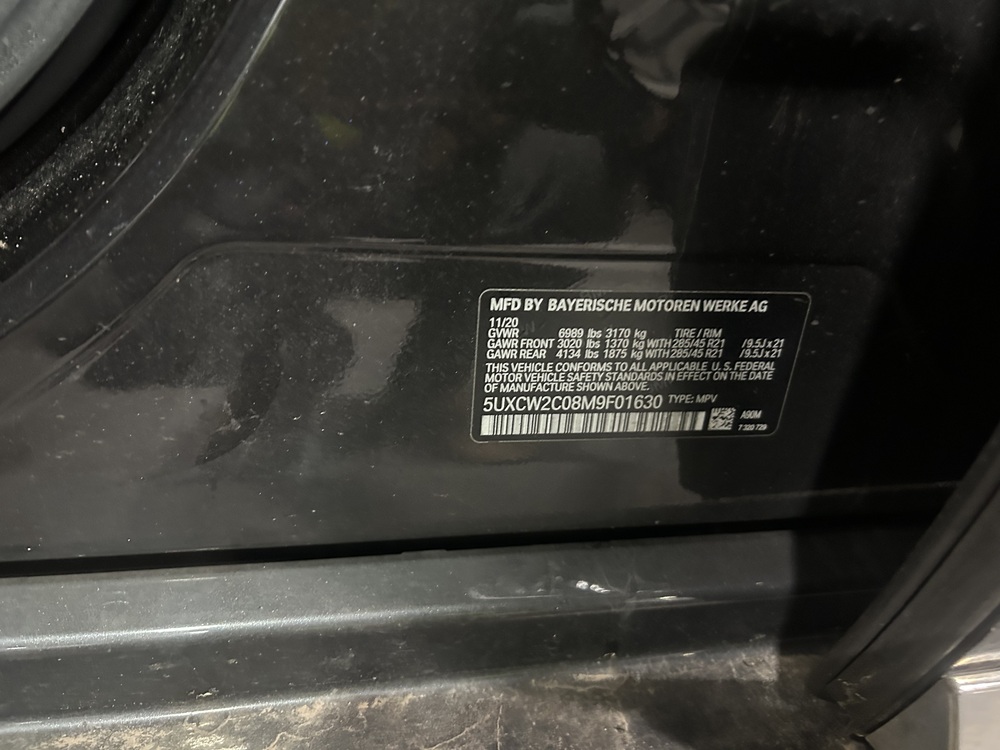 MFD BY BAYERISCHE MOTOREN WERKE AG
11/20
GVWR 6989 lbs 3170 kg TIRE / RIM
GAWR FRONT 3020 lbs 1370 kg WITH 285/45 R21 /9.5J x 21
GAWR REAR 4134 lbs 1875 kg WITH 285/45 R21 /9.5J x 21
THIS VEHICLE CONFORMS TO ALL APPLICABLE U.S. FEDERAL
MOTOR VEHICLE SAFETY STANDARDS IN EFFECT ON THE DATE
OF MANUFACTURE SHOWN ABOVE.
5UXCW2C08M9F01630 TYPE: MPV
A90M
7 320 729